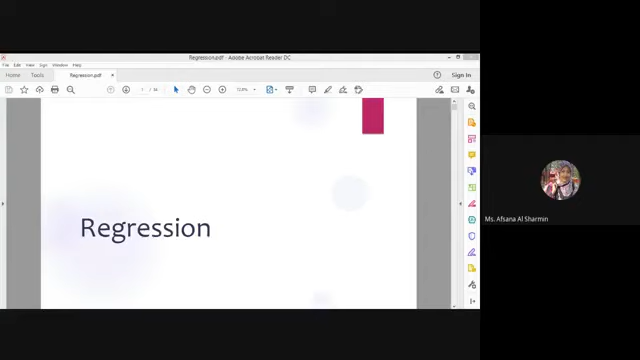 Regression.pdf - Adobe Acrobat Reader DC
File Edit View Sign Window Help
Home Tools Regression.pdf × Sign In
Regression
Ms. Afsana Al Sharmin